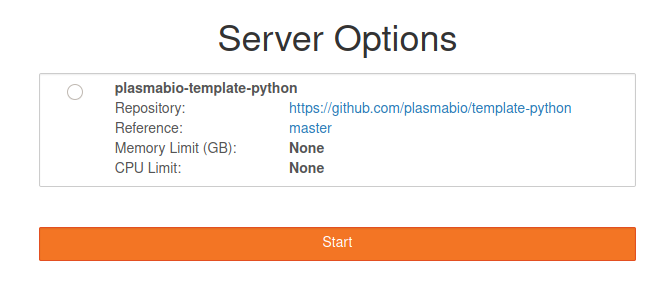 Server Options
plasmabio-template-python
Repository: https://github.com/plasmabio/template-python
Reference: master
Memory Limit (GB): None
CPU Limit: None
Start